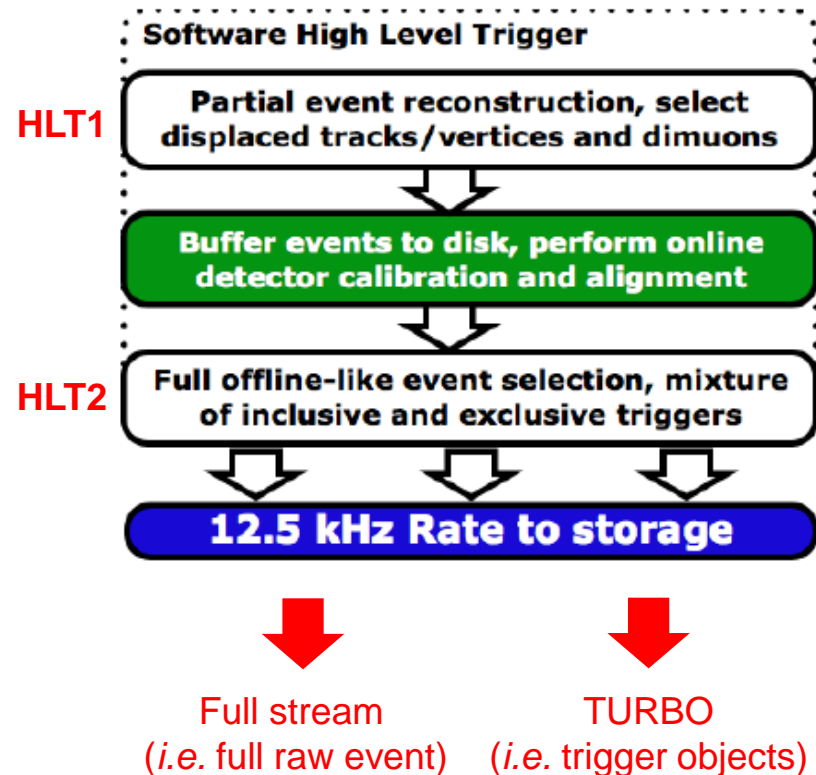 Software High Level Trigger
HLT1
Partial event reconstruction, select
displaced tracks/vertices and dimuons
Buffer events to disk, perform online
detector calibration and alignment
HLT2
Full offline-like event selection, mixture
of inclusive and exclusive triggers
12.5 kHz Rate to storage
Full stream
(i.e. full raw event)
TURBO
(i.e. trigger objects)